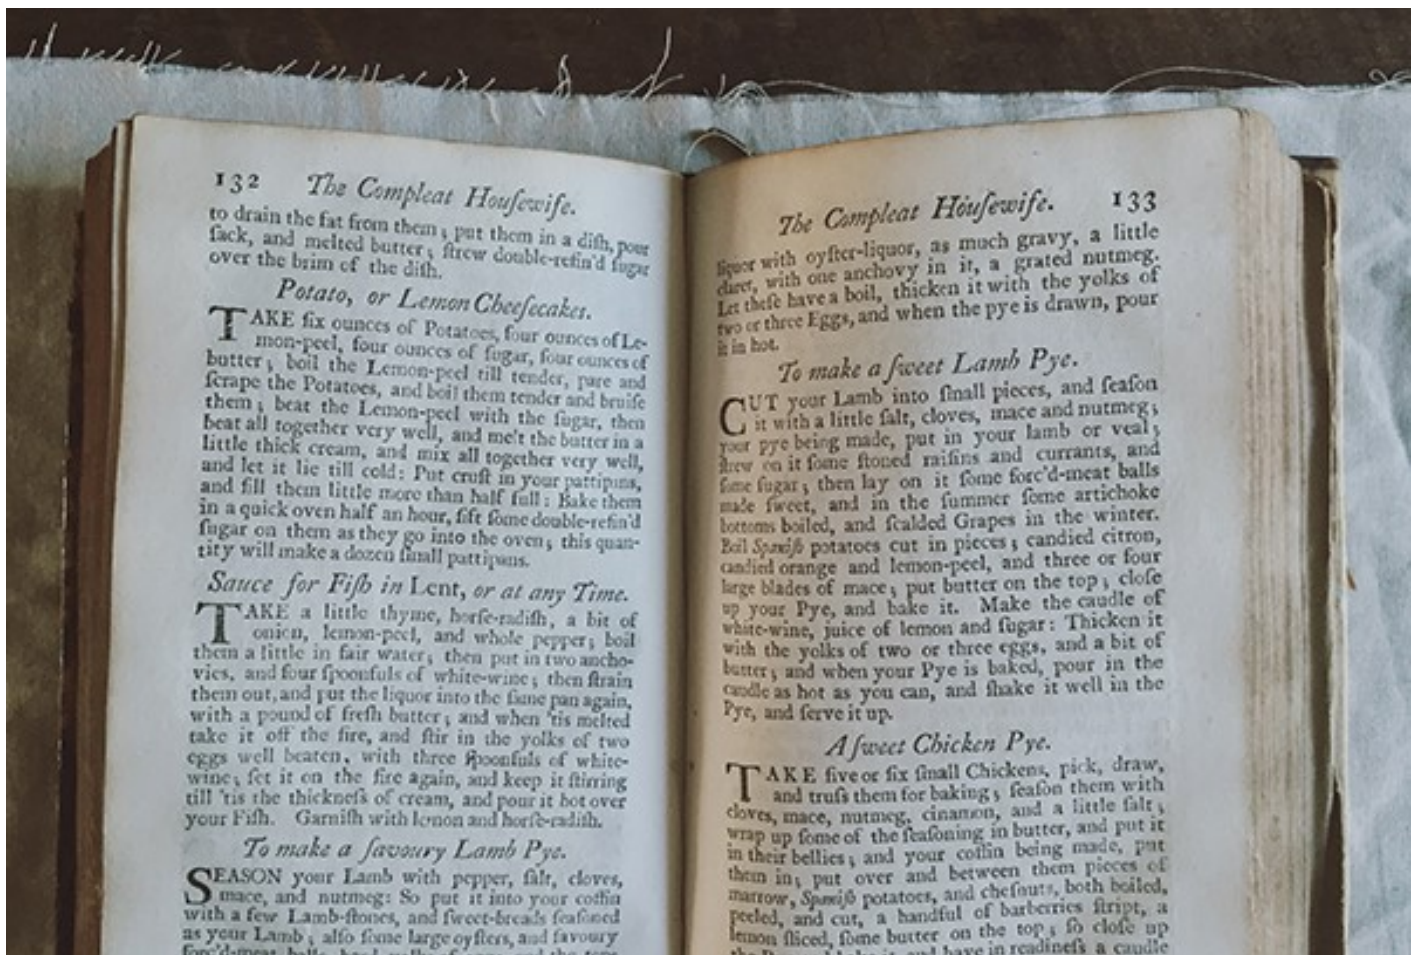 132 The Compleat Houſewife.
to drain the fat from them; put them in a diſh, pour
ſack, and melted butter; ſtrew double-refin'd ſugar
over the brim of the diſh.
Potato, or Lemon Cheeſecakes.
TAKE ſix ounces of Potatoes, four ounces of Le-
mon-peel, four ounces of ſugar, four ounces of
butter; boil the Lemon-peel till tender, pare and
ſcrape the Potatoes, and boil them tender and bruiſe
them; beat the Lemon-peel with the ſugar, then
beat all together very well, and melt the butter in a
little thick cream, and mix all together very well,
and let it lie till cold: Put cruſt in your pattipans,
and fill them little more than half full: Bake them
in a quick oven half an hour, ſift ſome double-refin'd
ſugar on them as they go into the oven; this quan-
tity will make a dozen ſmall pattipans.
Sauce for Fiſh in Lent, or at any Time.
TAKE a little thyme, horſe-radiſh, a bit of
onion, lemon-peel, and whole pepper; boil
them a little in fair water; then put in two ancho-
vies, and four ſpoonfuls of white-wine; then ſtrain
them out, and put the liquor into the ſame pan again,
with a pound of freſh butter; and when 'tis melted
take it off the fire, and ſtir in the yolks of two
eggs well beaten, with three ſpoonfuls of white-
wine; ſet it on the fire again, and keep it ſtirring
till 'tis the thickneſs of cream, and pour it hot over
your Fiſh. Garniſh with lemon and horſe-radiſh.
To make a ſavoury Lamb Pye.
SEASON your Lamb with pepper, ſalt, cloves,
mace, and nutmeg: So put it into your coffin
with a few Lamb-ſtones, and ſweet-breads ſeaſoned
as your Lamb; alſo ſome large oyſters, and ſavoury
forc'd-meat balls, hard yolks of eggs, and the tops
The Compleat Houſewife. 133
liquor with oyſter-liquor, as much gravy, a little
claret, with one anchovy in it, a grated nutmeg.
Let theſe have a boil, thicken it with the yolks of
two or three Eggs, and when the pye is drawn, pour
it in hot.
To make a ſweet Lamb Pye.
CUT your Lamb into ſmall pieces, and ſeaſon
it with a little ſalt, cloves, mace and nutmeg;
your pye being made, put in your lamb or veal;
ſtrew on it ſome ſtoned raiſins and currants, and
ſome ſugar; then lay on it ſome forc'd-meat balls
made ſweet, and in the ſummer ſome artichoke
bottoms boiled, and ſcalded Grapes in the winter.
Boil Spaniſh potatoes cut in pieces; candied citron,
candied orange and lemon-peel, and three or four
large blades of mace; put butter on the top; cloſe
up your Pye, and bake it. Make the caudle of
white-wine, juice of lemon and ſugar: Thicken it
with the yolks of two or three eggs, and a bit of
butter; and when your Pye is baked, pour in the
caudle as hot as you can, and ſhake it well in the
Pye, and ſerve it up.
A ſweet Chicken Pye.
TAKE five or ſix ſmall Chickens, pick, draw,
and truſs them for baking; ſeaſon them with
cloves, mace, nutmeg, cinamon, and a little ſalt;
wrap up ſome of the ſeaſoning in butter, and put it
in their bellies; and your coffin being made, put
them in; put over and between them pieces of
marrow, Spaniſh potatoes, and cheſnuts, both boiled,
peeled, and cut, a handful of barberries ſtript, a
lemon ſliced, ſome butter on the top; ſo cloſe up
the Pye and bake it, and have in readineſs a caudle